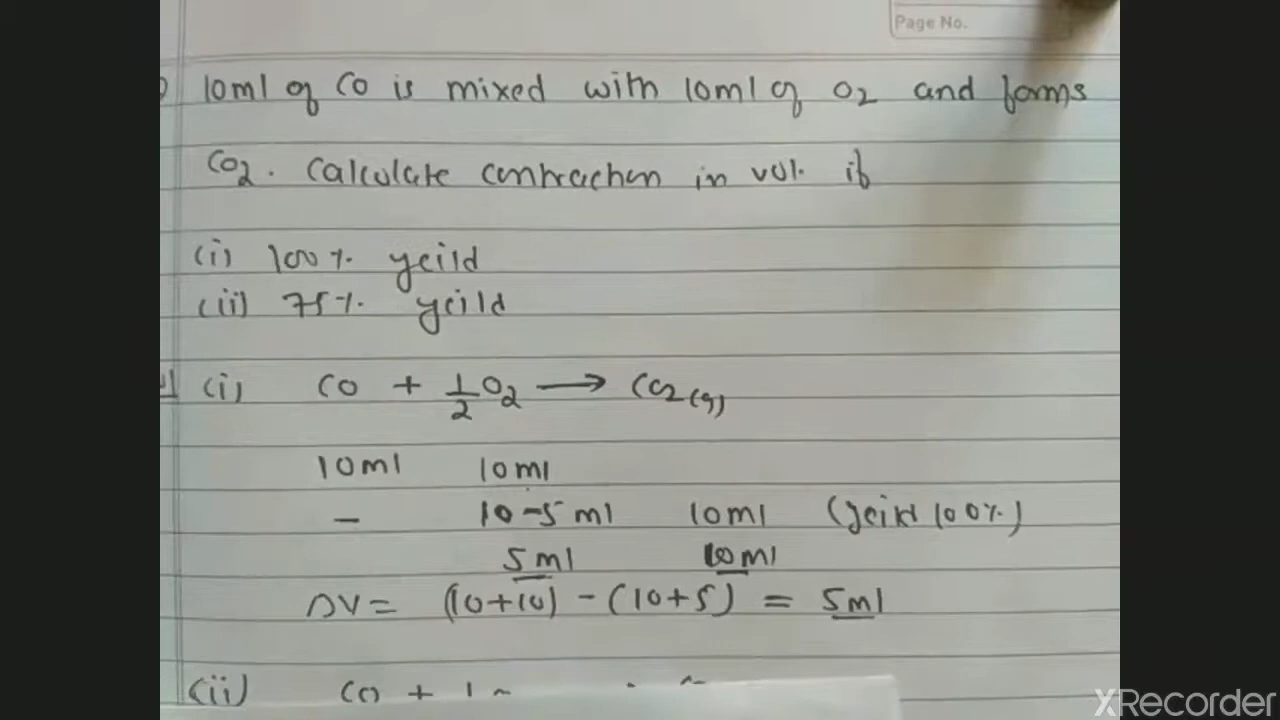 Page No.
10ml of CO is mixed with 10ml of O2 and forms
CO2. Calculate contraction in vol. if
(i) 100%. yeild
(ii) 75%. yeild
(i) CO + 1/2 O2 → CO2(g)
10ml 10ml
– 10-5ml 10ml (yeild 100%)
5ml 10ml
ΔV = (10+10) - (10+5) = 5ml
(ii) CO + 1
XRecorder